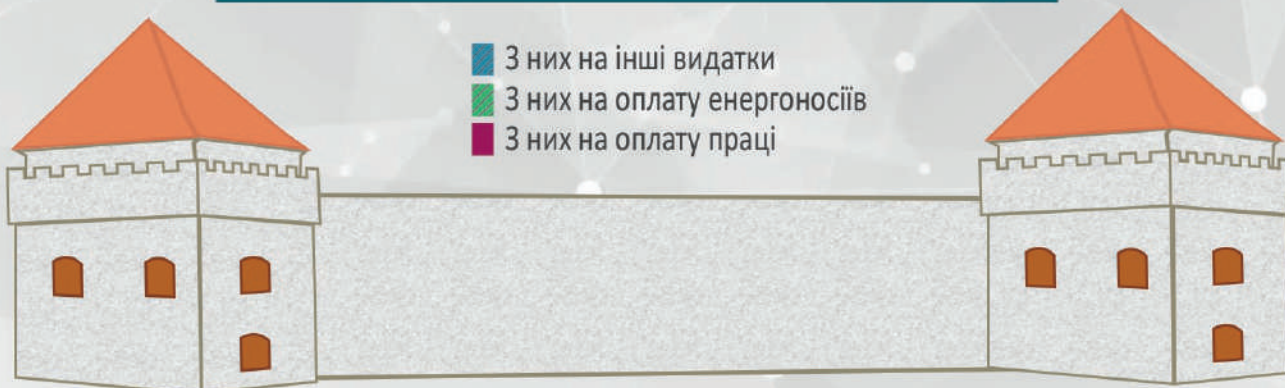 З них на інші видатки
З них на оплату енергоносіїв
З них на оплату праці